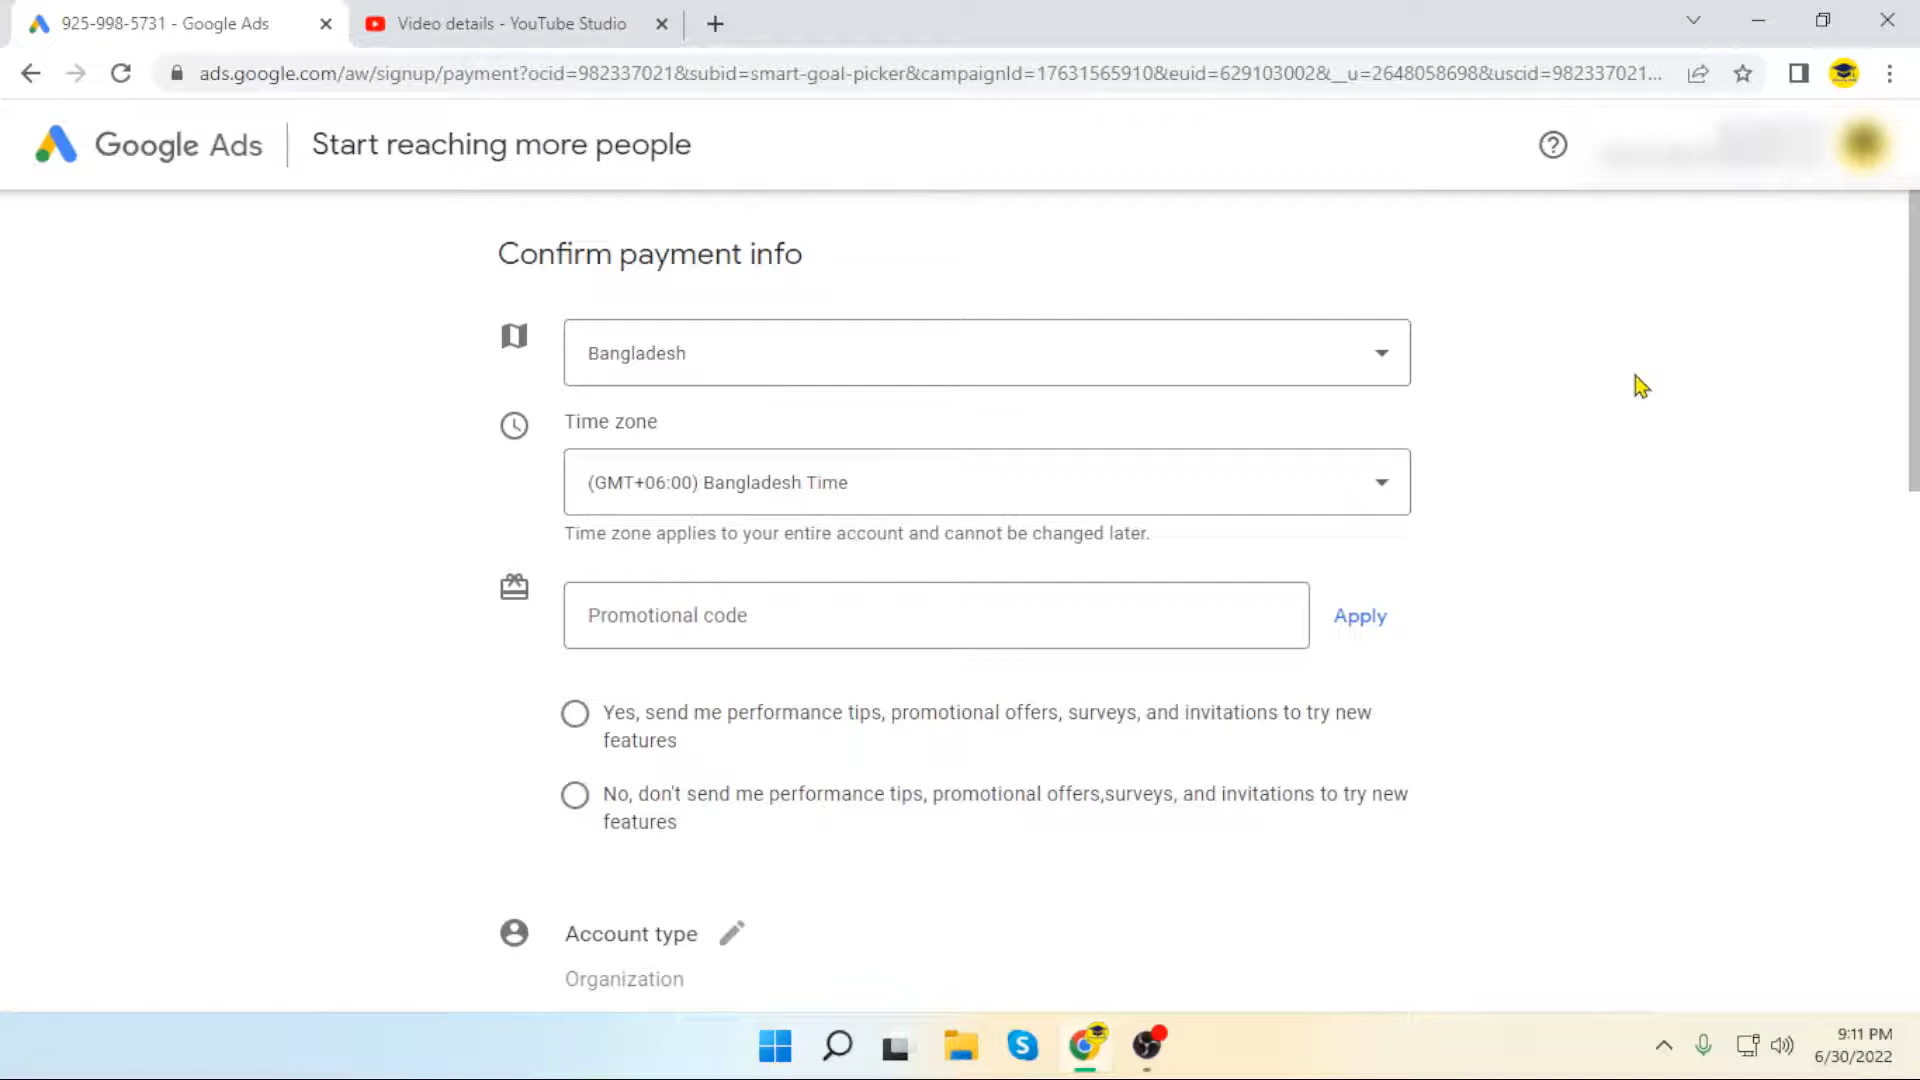 925-998-5731 - Google Ads
Video details - YouTube Studio
ads.google.com/aw/signup/payment?ocid=982337021&subid=smart-goal-picker&campaignId=17631565910&euid=629103002&__u=2648058698&uscid=982337021...
Google Ads
Start reaching more people
Confirm payment info
Bangladesh
Time zone
(GMT+06:00) Bangladesh Time
Time zone applies to your entire account and cannot be changed later.
Promotional code
Apply
Yes, send me performance tips, promotional offers, surveys, and invitations to try new
features
No, don't send me performance tips, promotional offers,surveys, and invitations to try new
features
Account type
Organization
9:11 PM
6/30/2022